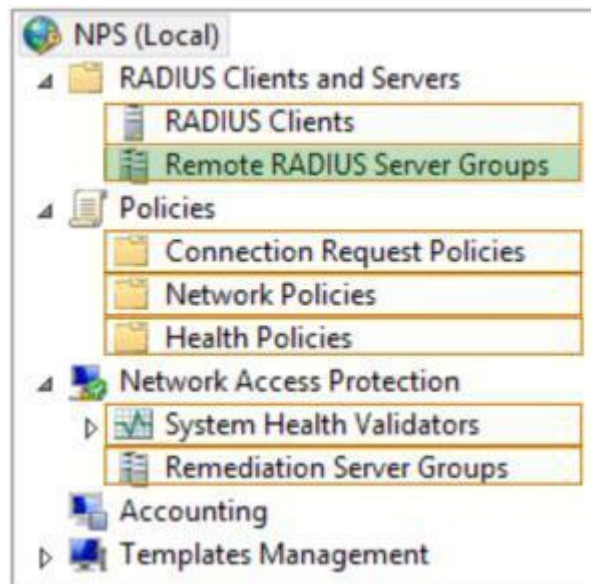 NPS (Local)
RADIUS Clients and Servers
RADIUS Clients
Remote RADIUS Server Groups
Policies
Connection Request Policies
Network Policies
Health Policies
Network Access Protection
System Health Validators
Remediation Server Groups
Accounting
Templates Management